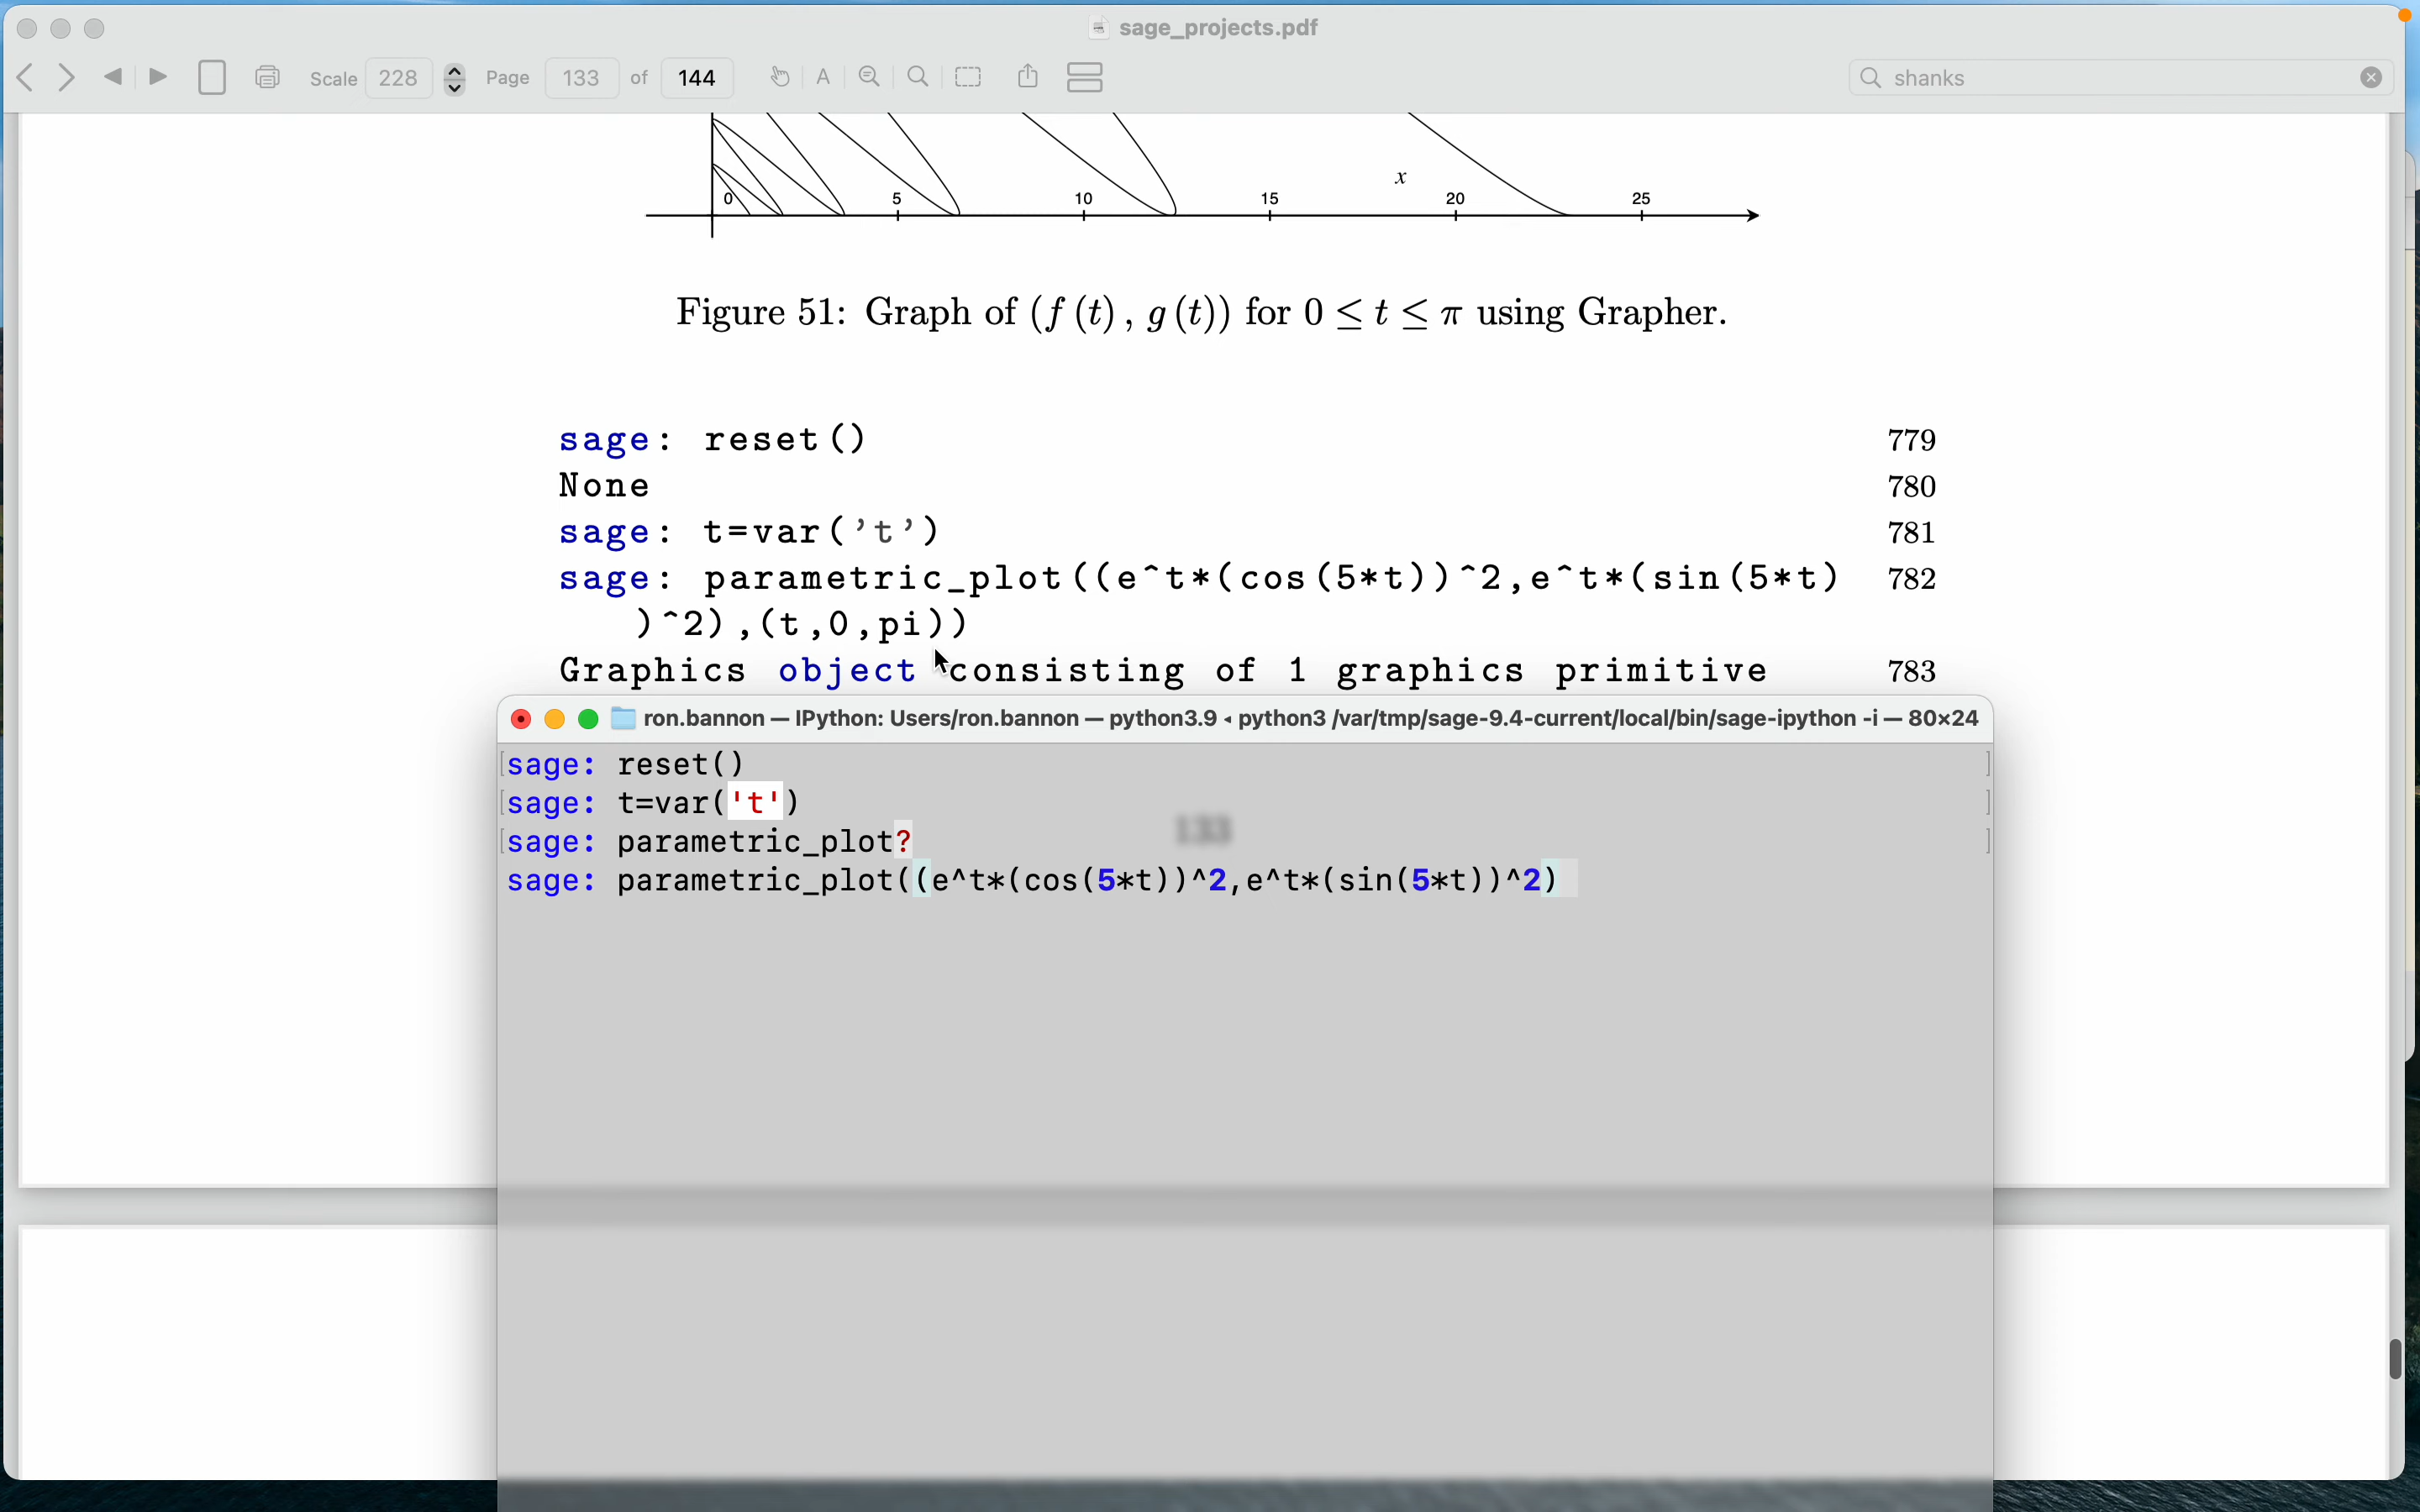 sage_projects.pdf
Scale 228 Page 133 of 144 A shanks
x
0 5 10 15 20 25
Figure 51: Graph of (f (t), g (t)) for 0 ≤ t ≤ π using Grapher.
sage: reset() 779
None 780
sage: t=var('t') 781
sage: parametric_plot((e^t*(cos(5*t))^2,e^t*(sin(5*t) 782
)^2),(t,0,pi))
Graphics object consisting of 1 graphics primitive 783
ron.bannon — IPython: Users/ron.bannon — python3.9 ◂ python3 /var/tmp/sage-9.4-current/local/bin/sage-ipython -i — 80×24
[sage: reset() ]
[sage: t=var('t') ]
133
[sage: parametric_plot? ]
sage: parametric_plot((e^t*(cos(5*t))^2,e^t*(sin(5*t))^2)